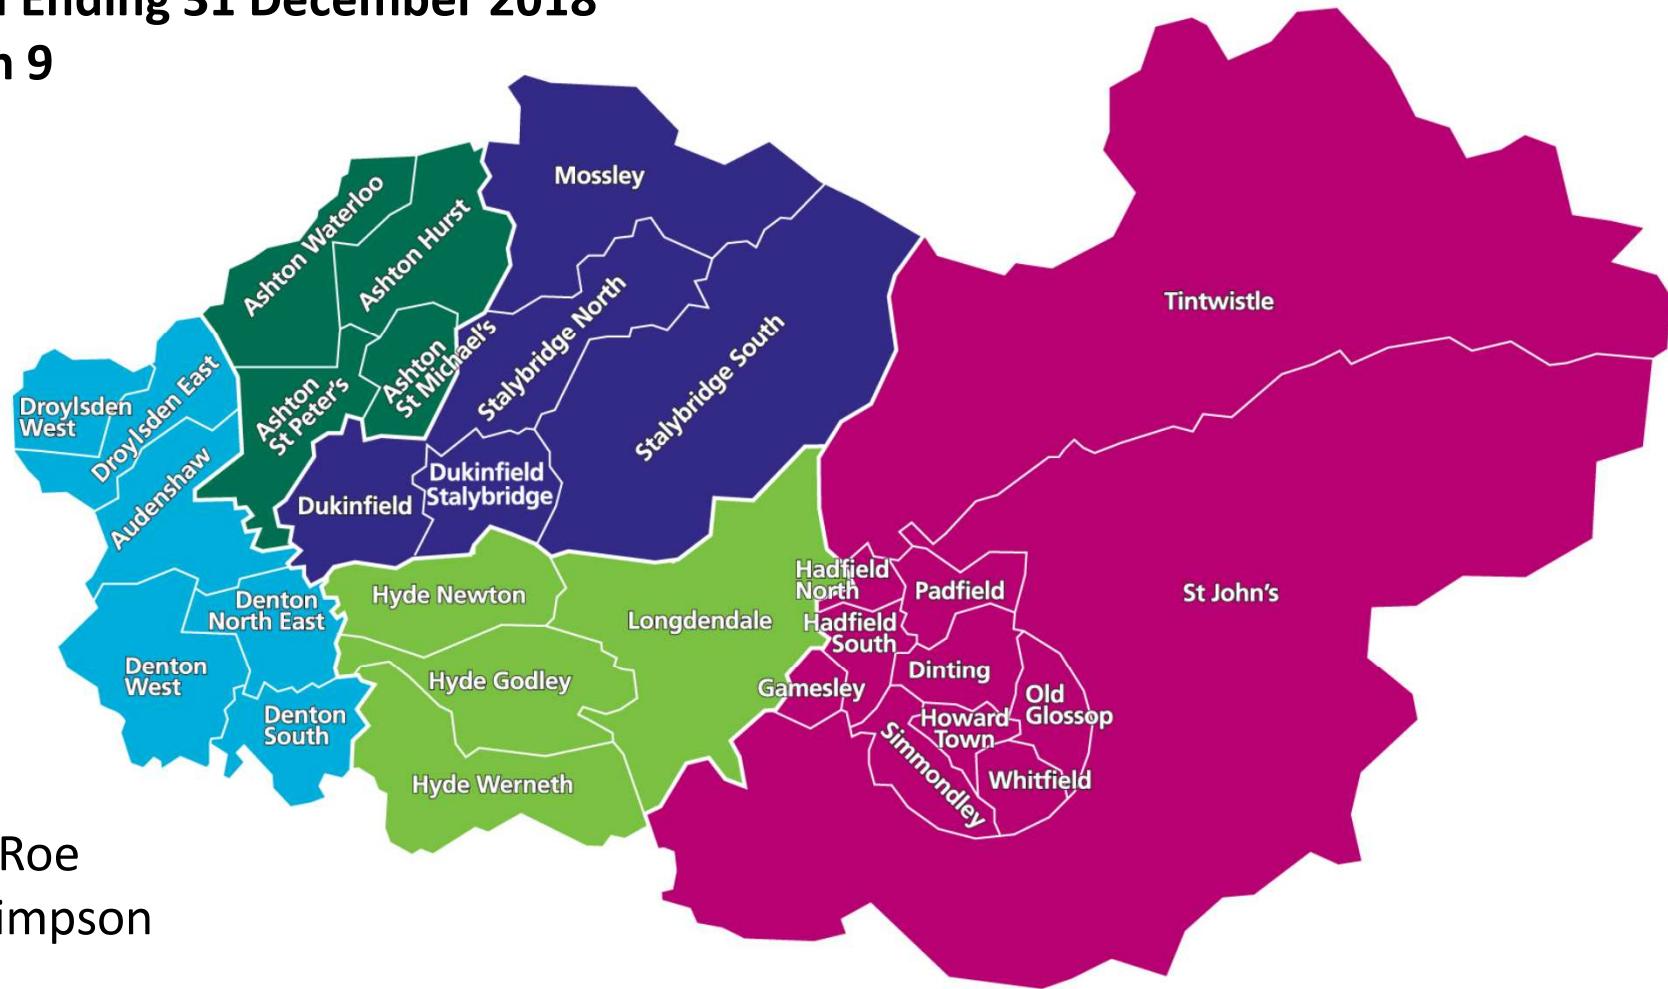 Ending 31 December 2018
9
Mossley
Ashton Waterloo
Ashton Hurst
Tintwistle
Stalybridge North
Ashton
St Michael's
Stalybridge South
Droylsden
West
Droylsden East
Ashton
St Peter's
Audenshaw
Dukinfield
Dukinfield
Stalybridge
Hadfield
North
Padfield
St John's
Hyde Newton
Denton
North East
Longdendale
Hadfield
South
Denton
West
Hyde Godley
Gamesley
Dinting
Old
Glossop
Denton
South
Howard
Town
Simmondley
Whitfield
Hyde Werneth
Roe
impson